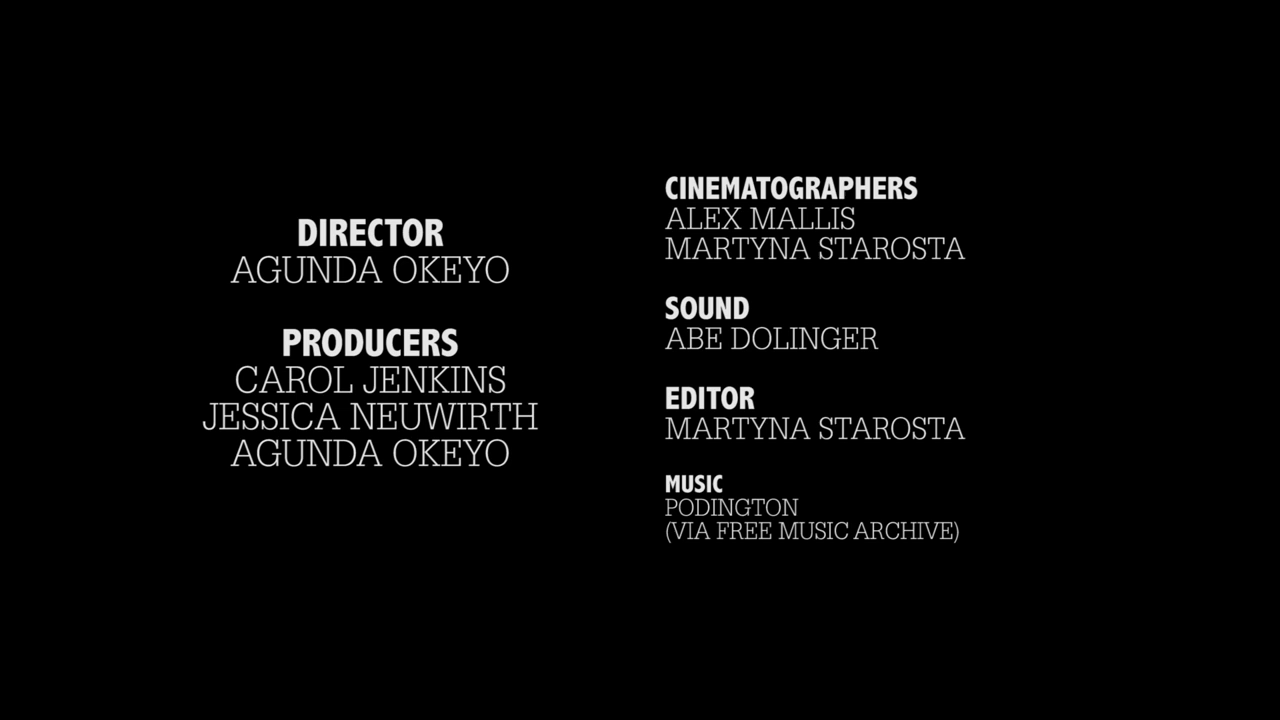 DIRECTOR
AGUNDA OKEYO
PRODUCERS
CAROL JENKINS
JESSICA NEUWIRTH
AGUNDA OKEYO
CINEMATOGRAPHERS
ALEX MALLIS
MARTYNA STAROSTA
SOUND
ABE DOLINGER
EDITOR
MARTYNA STAROSTA
MUSIC
PODINGTON
(VIA FREE MUSIC ARCHIVE)